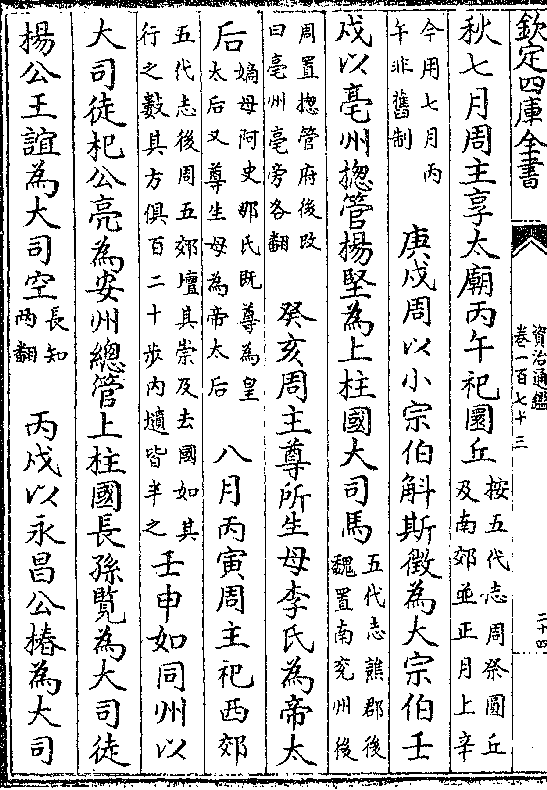 欽定四庫全書
資治通鑑
卷一百七十三
二十四
秋七月周主享太廟丙午祀圜丘
按五代志周祭圜丘
及南郊並正月上辛
今用七月丙
午非舊制
庚戌周以小宗伯斛斯徵為大宗伯壬
戌以亳州揔管揚堅為上柱國大司馬
五代志譙郡後
魏置南兖州後
周置揔管府後改
曰亳州亳旁各翻
癸亥周主尊所生母李氏為帝太
后
嫡母阿史那氏既尊為皇
太后又尊生母為帝太后
八月丙寅周主祀西郊
五代志後周五郊壇其崇及去國如其
行之數其方俱百二十步内壝皆半之
壬申如同州以
大司徒杞公亮為安州總管上柱國長孫覽為大司徒
揚公王誼為大司空
長知
兩翻
丙戌以永昌公椿為大司